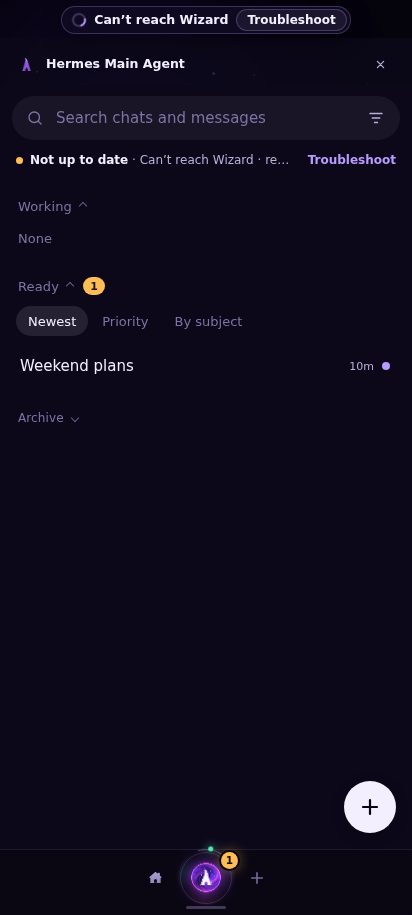 Can’t reach Wizard Troubleshoot
Hermes Main Agent
Search chats and messages
Not up to date · Can’t reach Wizard · re... Troubleshoot
Working
None
Ready 1
Newest Priority By subject
Weekend plans 10m
Archive
1